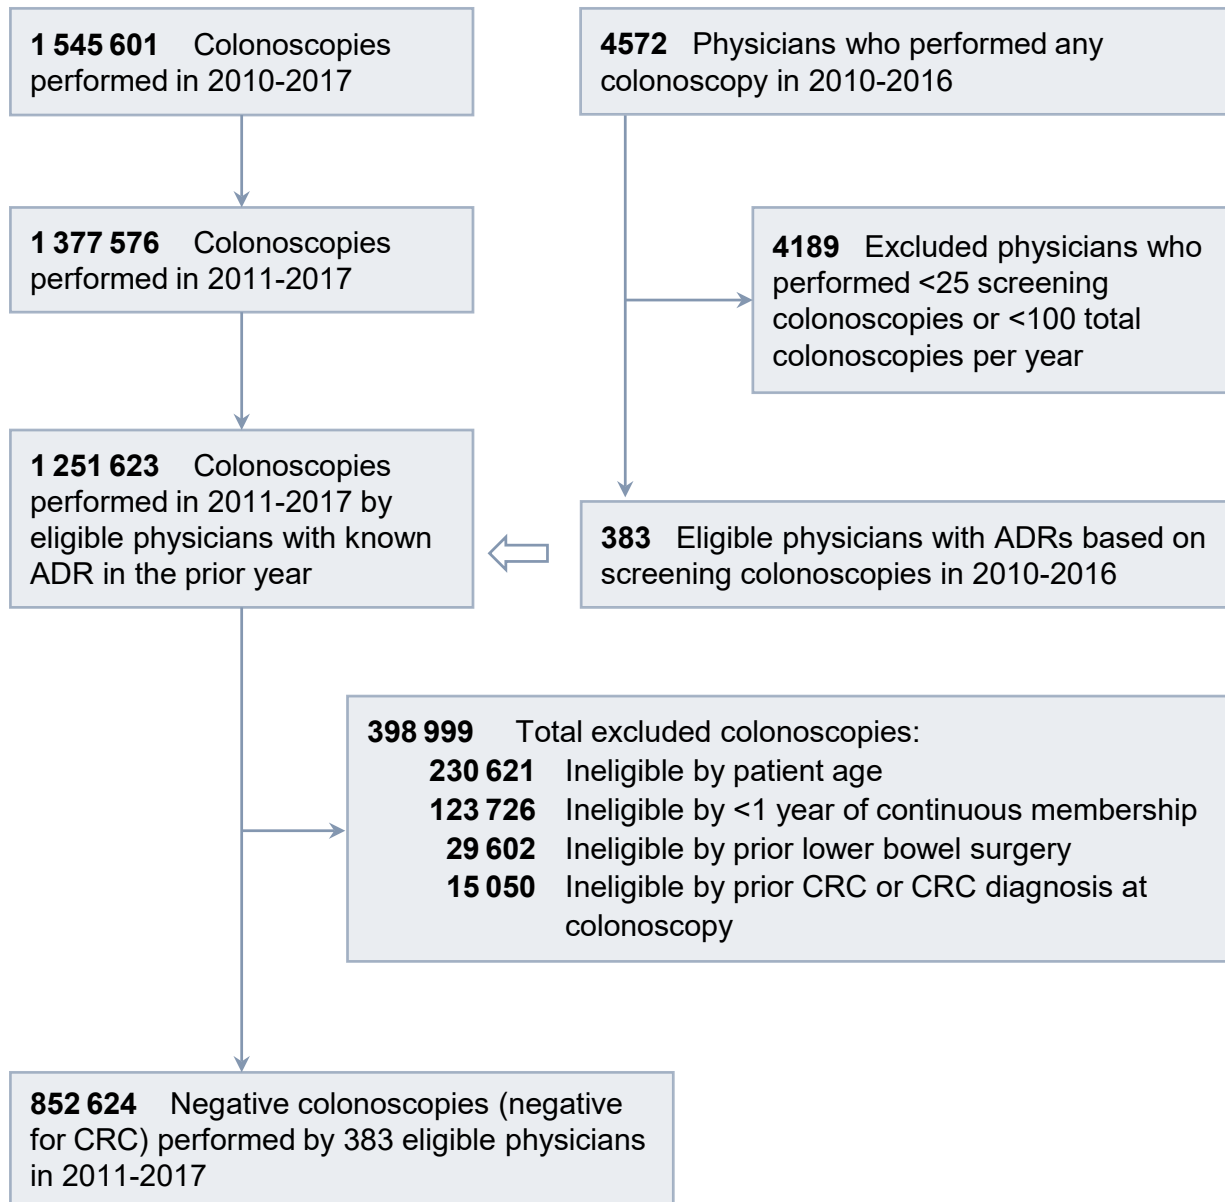 1 545 601 Colonoscopies
performed in 2010-2017
4572 Physicians who performed any
colonoscopy in 2010-2016
1 377 576 Colonoscopies
performed in 2011-2017
4189 Excluded physicians who
performed <25 screening
colonoscopies or <100 total
colonoscopies per year
1 251 623 Colonoscopies
performed in 2011-2017 by
eligible physicians with known
ADR in the prior year
383 Eligible physicians with ADRs based on
screening colonoscopies in 2010-2016
398 999 Total excluded colonoscopies:
230 621 Ineligible by patient age
123 726 Ineligible by <1 year of continuous membership
29 602 Ineligible by prior lower bowel surgery
15 050 Ineligible by prior CRC or CRC diagnosis at
colonoscopy
852 624 Negative colonoscopies (negative
for CRC) performed by 383 eligible physicians
in 2011-2017